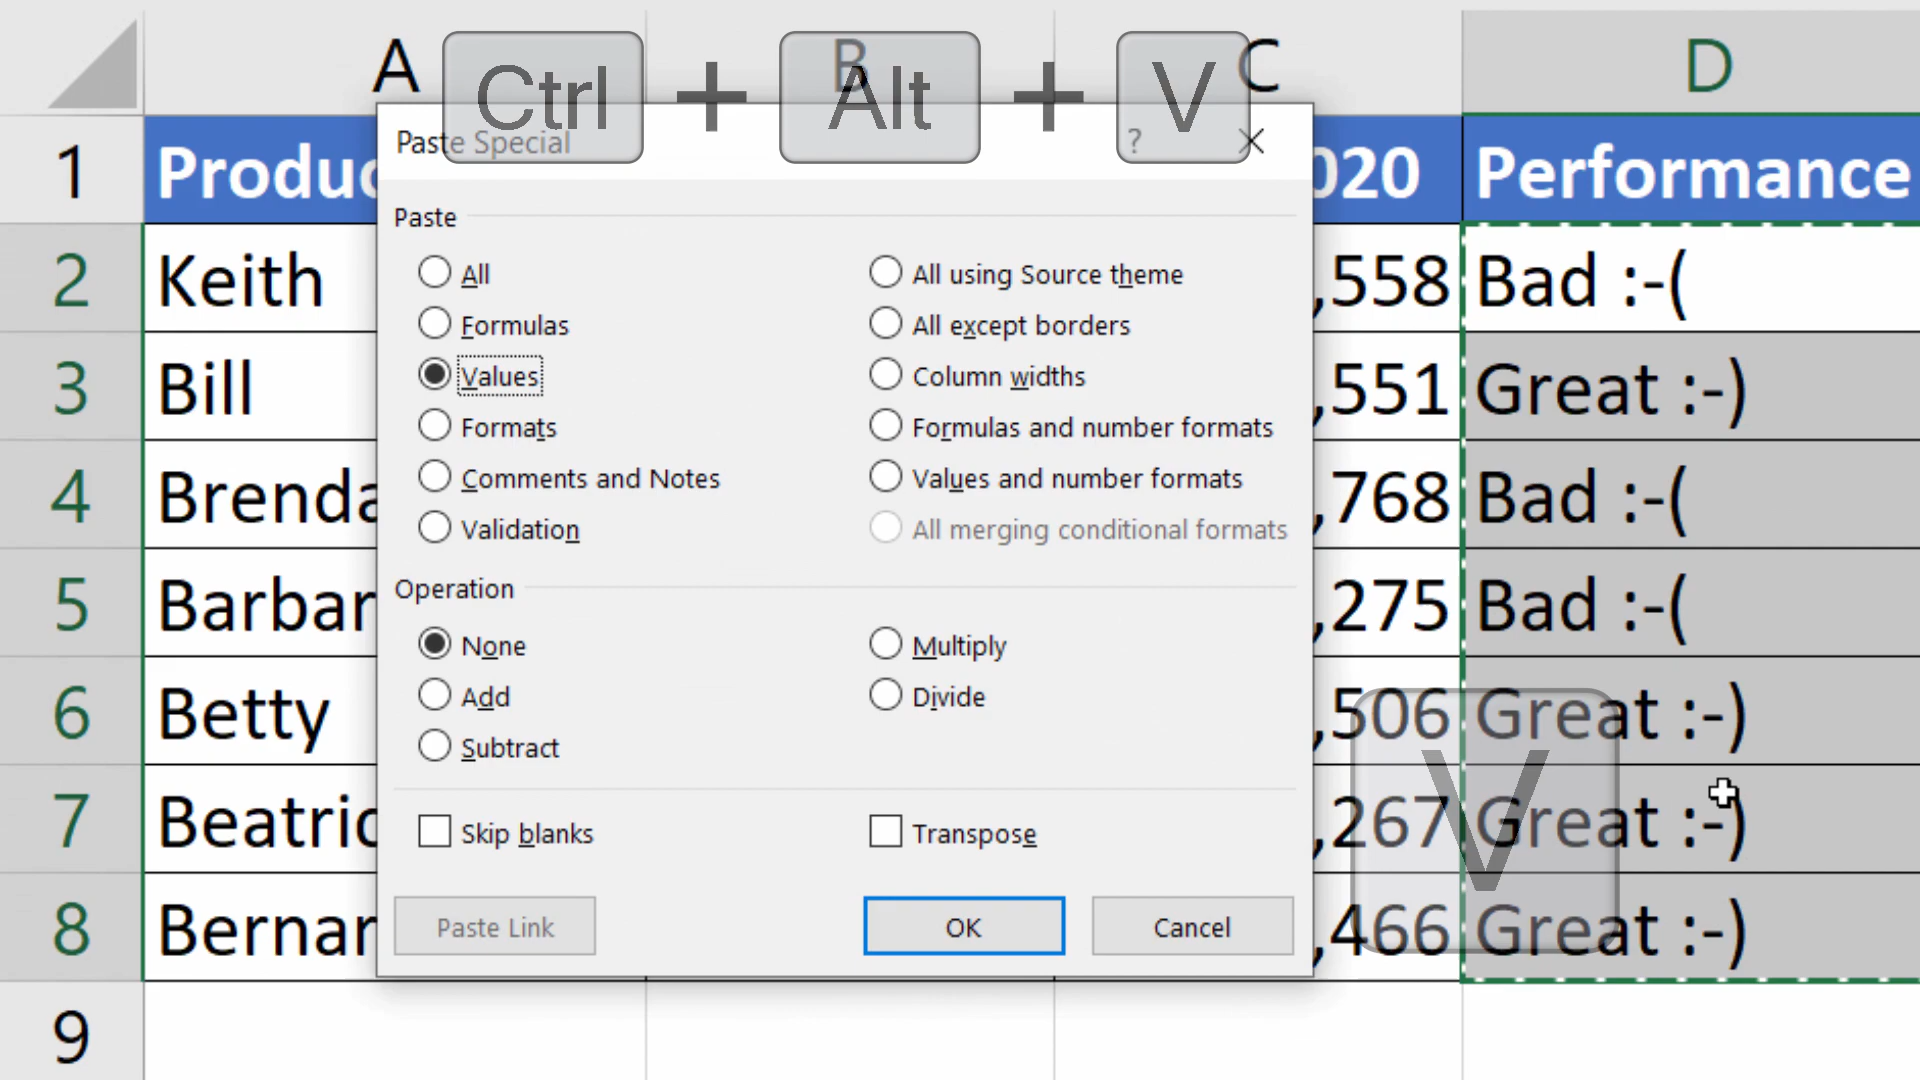 A B C D
Ctrl + Alt + V
Paste Special ? ×
1 Produc 020 Performance
Paste
All All using Source theme
Formulas All except borders
Values Column widths
Formats Formulas and number formats
Comments and Notes Values and number formats
Validation All merging conditional formats
Operation
None Multiply
Add Divide
Subtract
Skip blanks Transpose
Paste Link OK Cancel
2 Keith ,558 Bad :-(
3 Bill ,551 Great :-)
4 Brenda ,768 Bad :-(
5 Barbar ,275 Bad :-(
6 Betty ,506 Great :-)
7 Beatric ,267 Great :-)
V
8 Bernar ,466 Great :-)
9